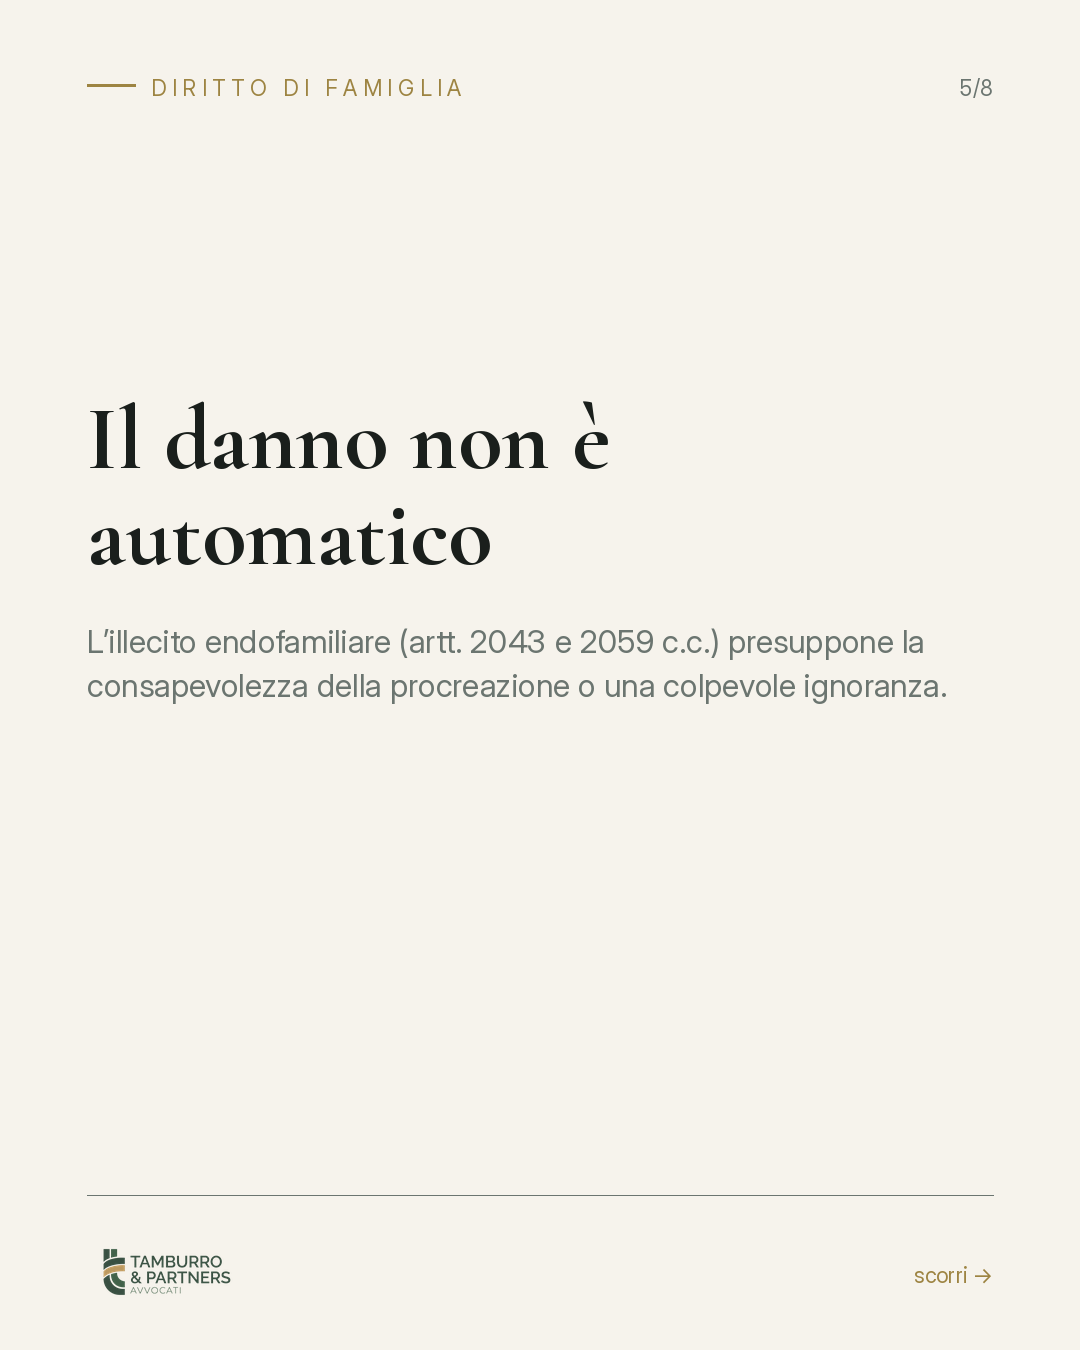 DIRITTO DI FAMIGLIA
5/8
Il danno non è
automatico
L’illecito endofamiliare (artt. 2043 e 2059 c.c.) presuppone la
consapevolezza della procreazione o una colpevole ignoranza.
TAMBURRO
& PARTNERS
AVVOCATI
scorri →